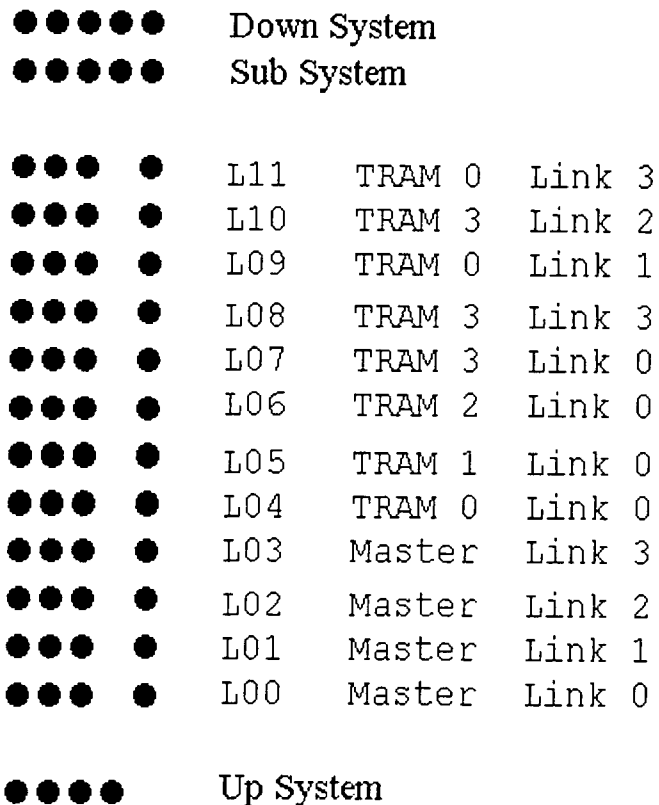 Down System
Sub System
L11 TRAM 0 Link 3
L10 TRAM 3 Link 2
L09 TRAM 0 Link 1
L08 TRAM 3 Link 3
L07 TRAM 3 Link 0
L06 TRAM 2 Link 0
L05 TRAM 1 Link 0
L04 TRAM 0 Link 0
L03 Master Link 3
L02 Master Link 2
L01 Master Link 1
L00 Master Link 0
Up System